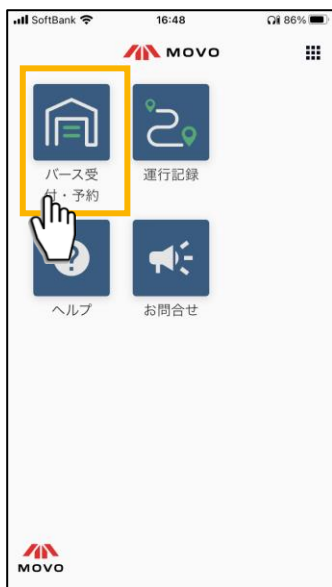 SoftBank 16:48 86%
MOVO
バース受
付・予約
運行記録
ヘルプ
お問合せ
MOVO